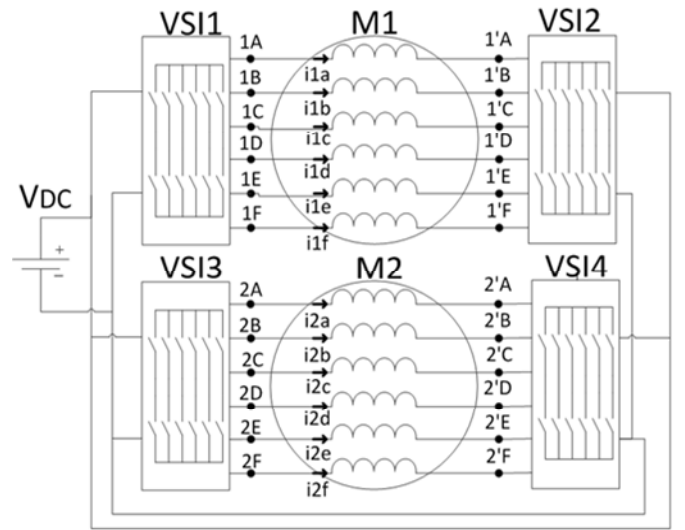 VSI1 M1 VSI2
1A 1'A
i1a
1B 1'B
i1b
1C 1'C
i1c
1D 1'D
i1d
1E 1'E
i1e
1F 1'F
i1f
VDC
+
−
VSI3 M2 VSI4
2A 2'A
i2a
2B 2'B
i2b
2C 2'C
i2c
2D 2'D
i2d
2E 2'E
i2e
2F 2'F
i2f